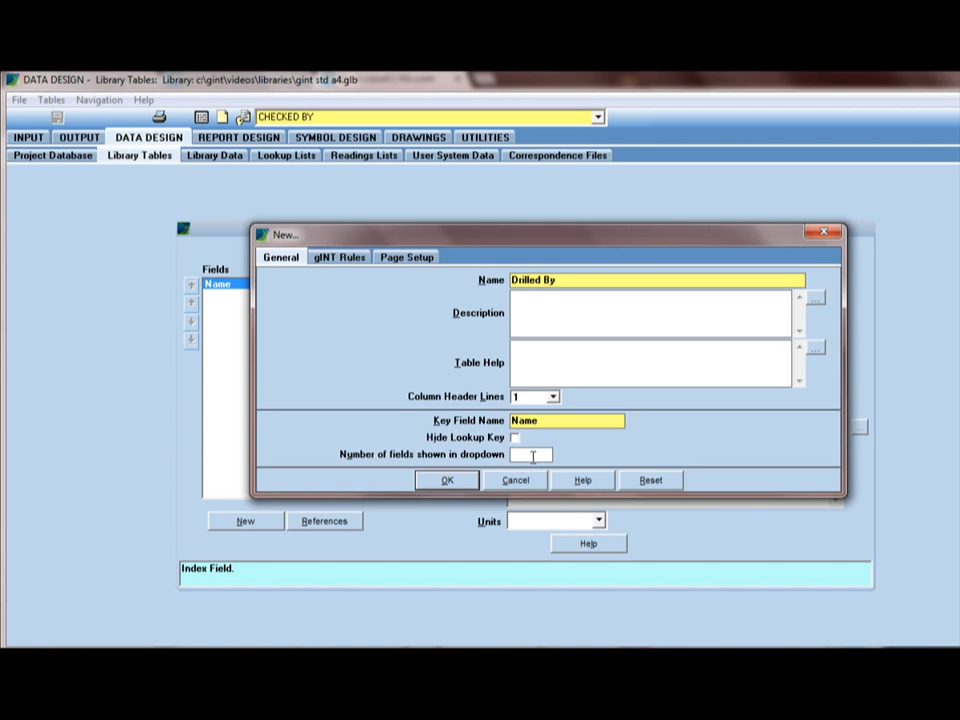 DATA DESIGN - Library Tables: Library: c:\gint\videos\libraries\gint std a4.glb
File Tables Navigation Help
CHECKED BY
INPUT OUTPUT DATA DESIGN REPORT DESIGN SYMBOL DESIGN DRAWINGS UTILITIES
Project Database Library Tables Library Data Lookup Lists Readings Lists User System Data Correspondence Files
New...
General gINT Rules Page Setup
Fields
Name
Name Drilled By
Description
...
Table Help
...
Column Header Lines 1
Key Field Name Name
Hide Lookup Key
Number of fields shown in dropdown
OK Cancel Help Reset
New References Units
Help
Index Field.